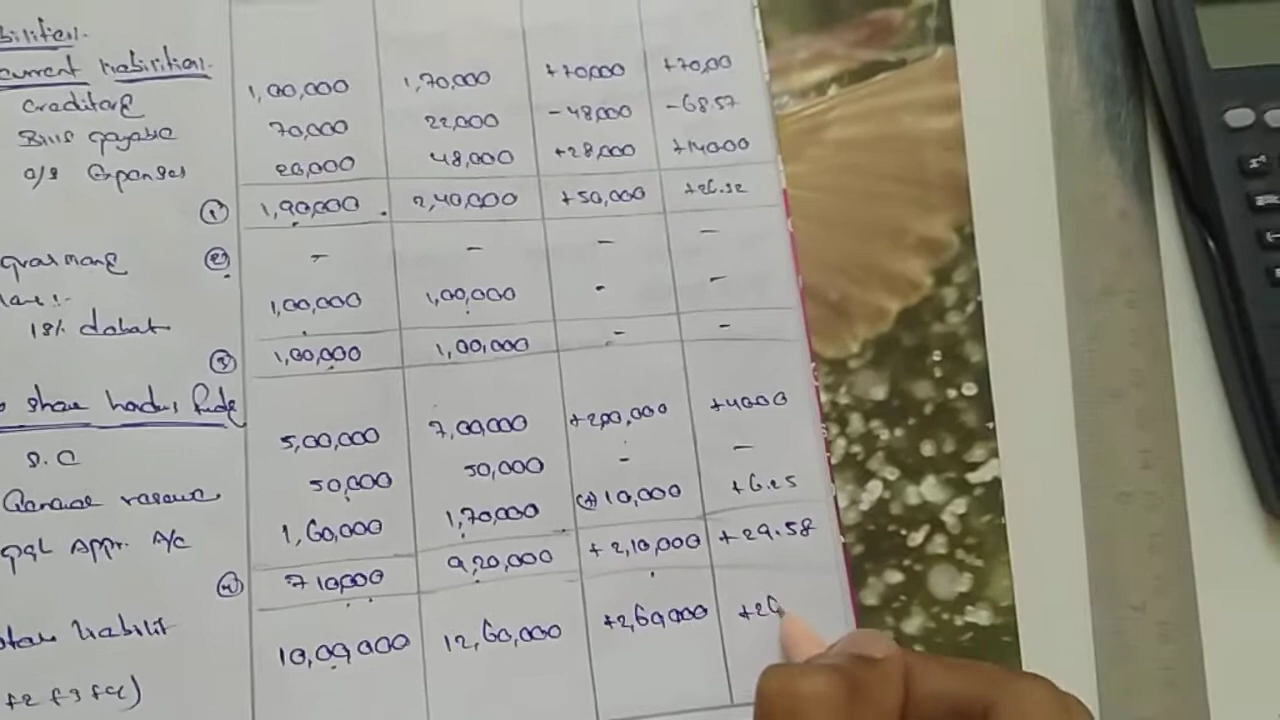 bilities.
current liabilities.
Creditors 1,00,000 1,70,000 +70,000 +70.00
Bills payable 70,000 22,000 -48,000 -68.57
o/s Expenses 20,000 48,000 +28,000 +140.00
① 1,90,000 2,40,000 +50,000 +26.32
② - - - -
1,00,000 1,00,000 - -
18%
③ 1,00,000 1,00,000 - -
share
S.C 5,00,000 7,00,000 +2,00,000 +40.00
50,000 50,000 - -
Appr. A/c 1,60,000 1,70,000 (+) 10,000 +6.25
④ 7,10,000 9,20,000 +2,10,000 +29.58
10,00,000 12,60,000 +2,60,000 +26
+2+3+4)